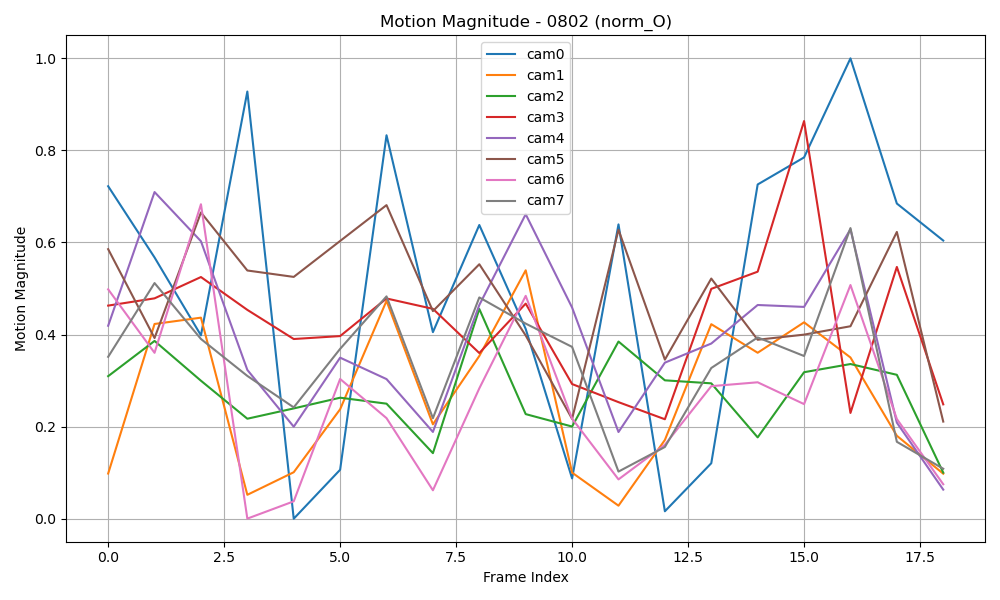 Motion Magnitude - 0802 (norm_O)
cam0
cam1
cam2
cam3
cam4
cam5
cam6
cam7
Motion Magnitude
1.0
0.8
0.6
0.4
0.2
0.0
0.0 2.5 5.0 7.5 10.0 12.5 15.0 17.5
Frame Index